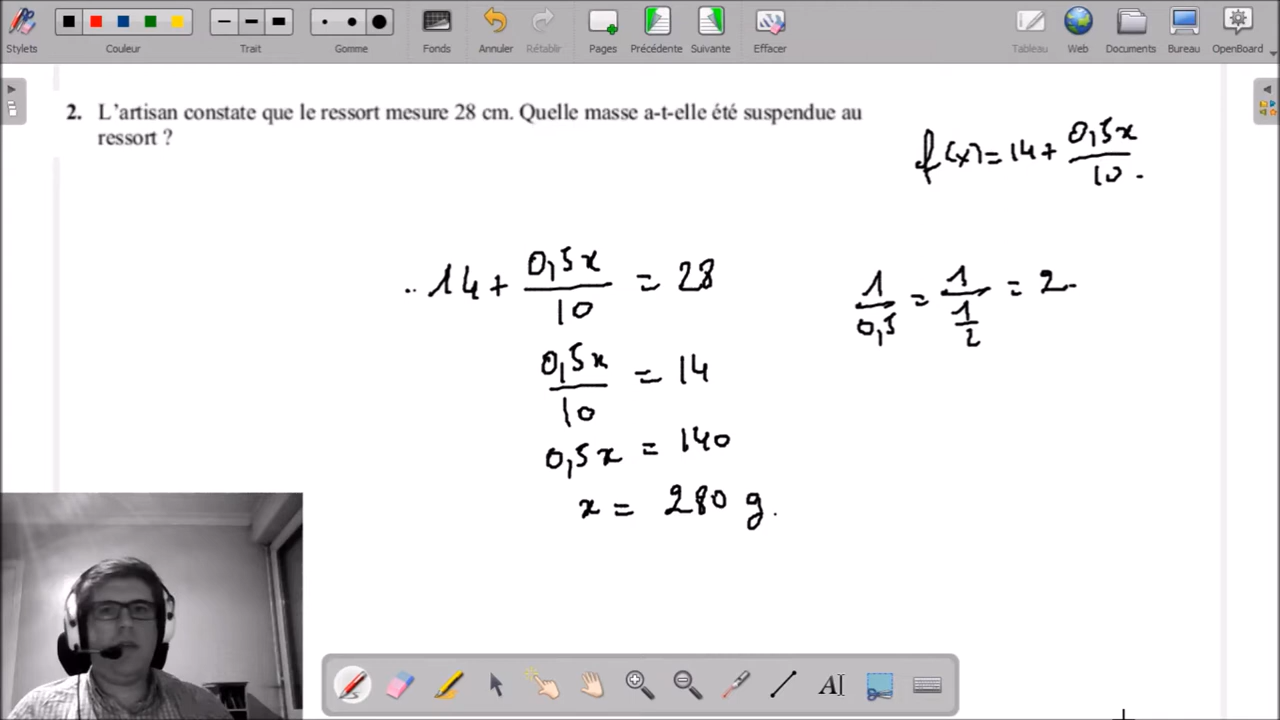 Stylets Couleur Trait Gomme Fonds Annuler Rétablir Pages Précédente Suivante Effacer Tableau Web Documents Bureau OpenBoard
2. L'artisan constate que le ressort mesure 28 cm. Quelle masse a-t-elle été suspendue au
ressort ?
f(x) = 14 + 0,5x / 10.
14 + 0,5x / 10 = 28
1 / 0,5 = 1 / (1/2) = 2.
0,5x / 10 = 14
0,5x = 140
x = 280 g.
AI